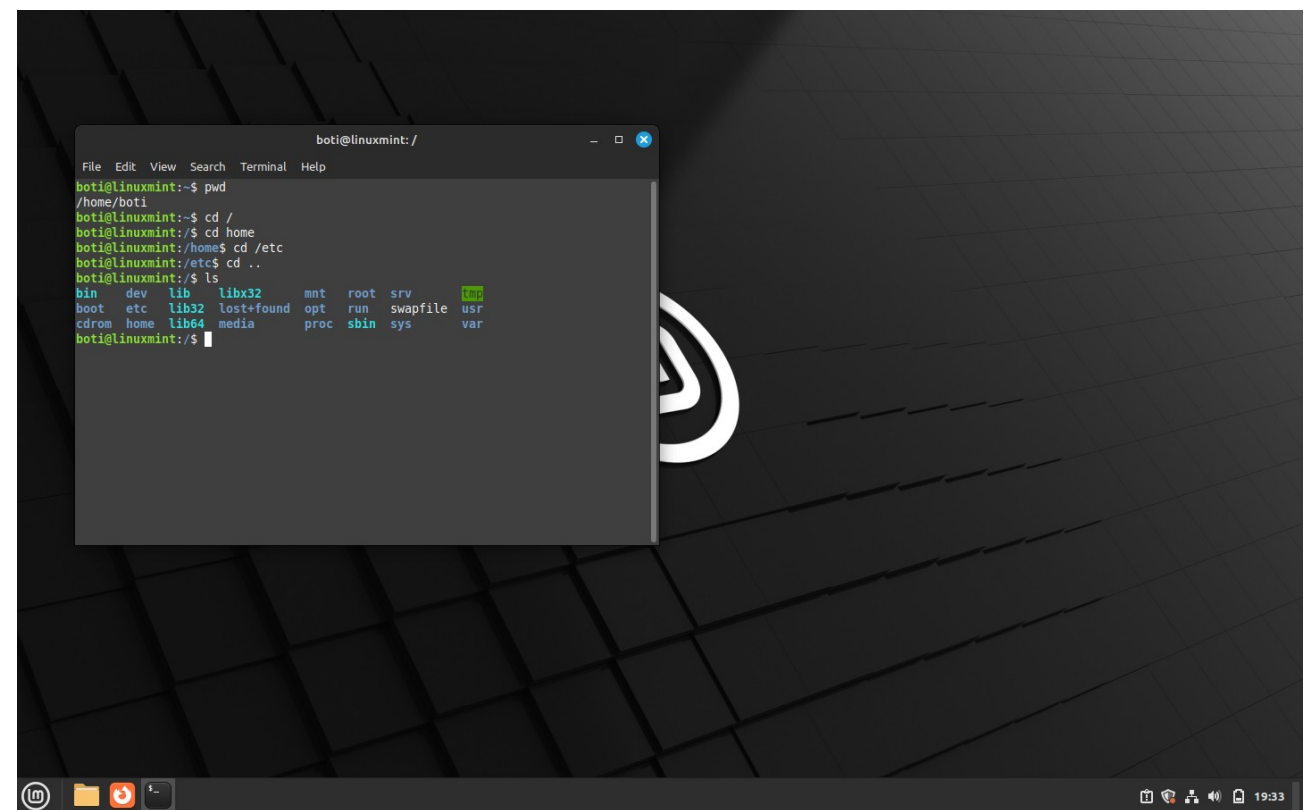 boti@linuxmint: /
File Edit View Search Terminal Help
boti@linuxmint:~$ pwd
/home/boti
boti@linuxmint:~$ cd /
boti@linuxmint:/$ cd home
boti@linuxmint:/home$ cd /etc
boti@linuxmint:/etc$ cd ..
boti@linuxmint:/$ ls
bin dev lib libx32 mnt root srv tmp
boot etc lib32 lost+found opt run swapfile usr
cdrom home lib64 media proc sbin sys var
boti@linuxmint:/$
$_
19:33